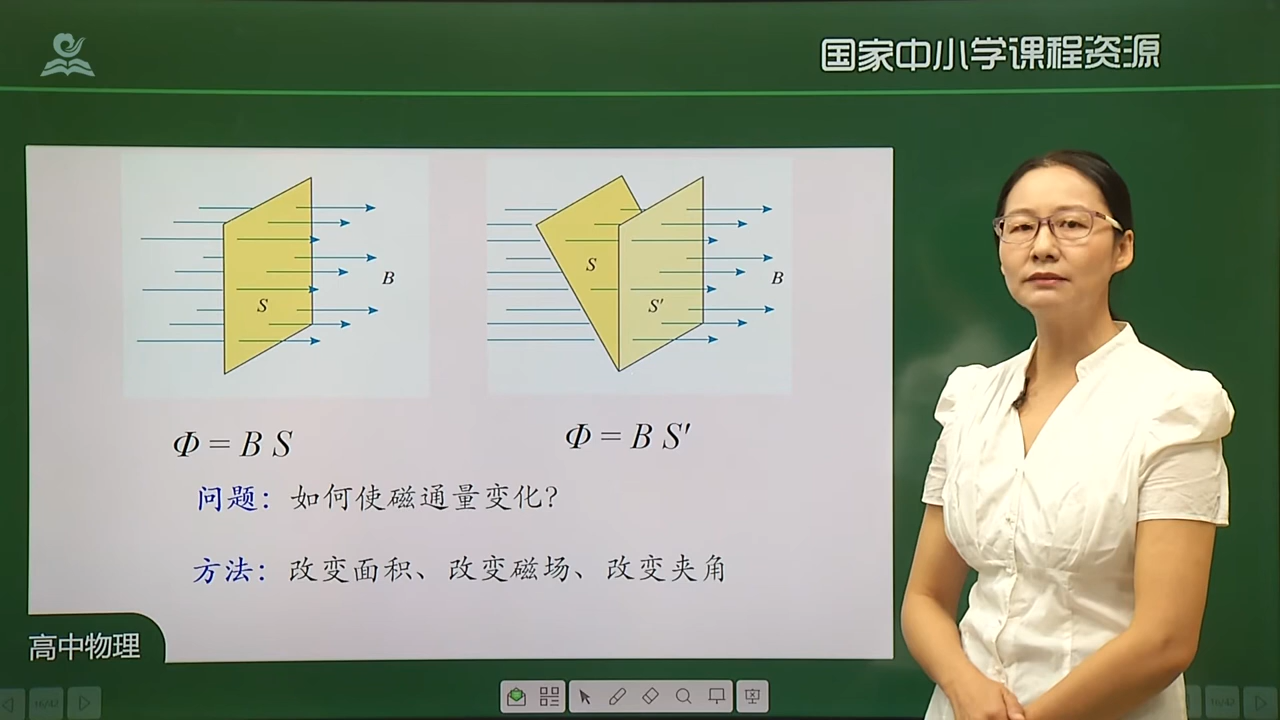 国家中小学课程资源
S
B
S
S′
B
Φ = B S
Φ = B S′
问题：如何使磁通量变化?
方法：改变面积、改变磁场、改变夹角
高中物理